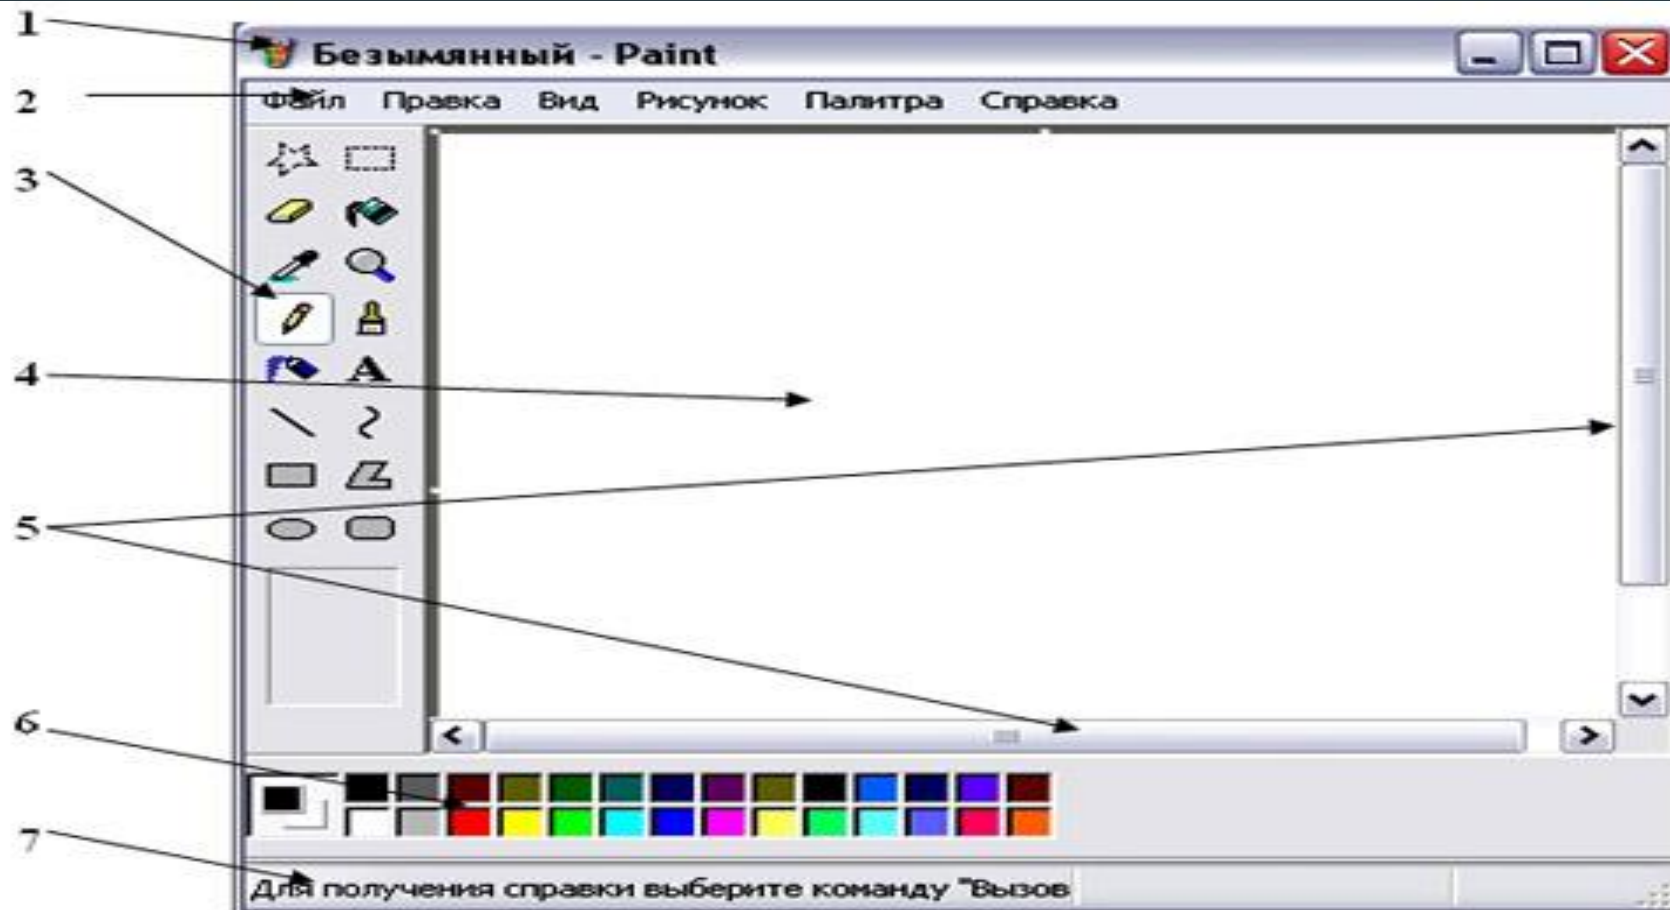 1
Безымянный - Paint
2
Файл Правка Вид Рисунок Палитра Справка
3
A
4
5
6
7
Для получения справки выберите команду "Вызов